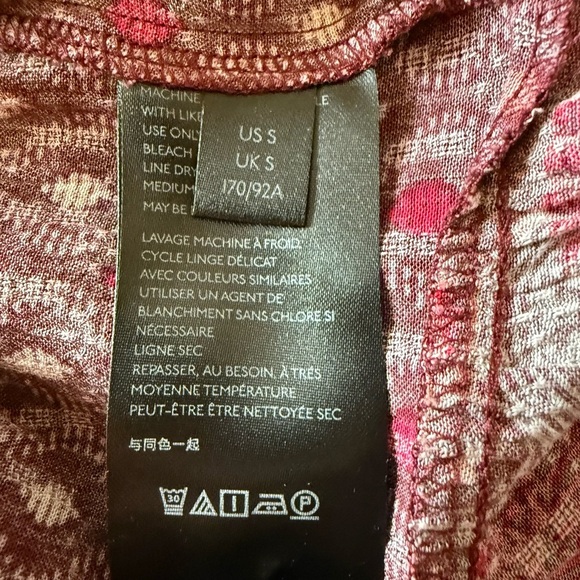 MACHINE
WITH LIKE
USE ONLY
BLEACH
LINE DRY
MEDIUM
MAY BE
US S
UK S
170/92A
LAVAGE MACHINE À FROID,
CYCLE LINGE DÉLICAT
AVEC COULEURS SIMILAIRES
UTILISER UN AGENT DE
BLANCHIMENT SANS CHLORE SI
NÉCESSAIRE
LIGNE SEC
REPASSER, AU BESOIN, À TRÈS
MOYENNE TEMPÉRATURE
PEUT-ÊTRE ÊTRE NETTOYÉE SEC
与同色一起
30
P